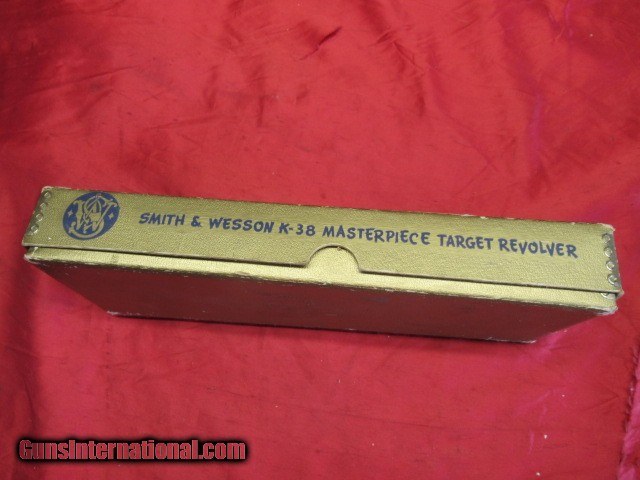 SMITH & WESSON K-38 MASTERPIECE TARGET REVOLVER
GunsInternational.com